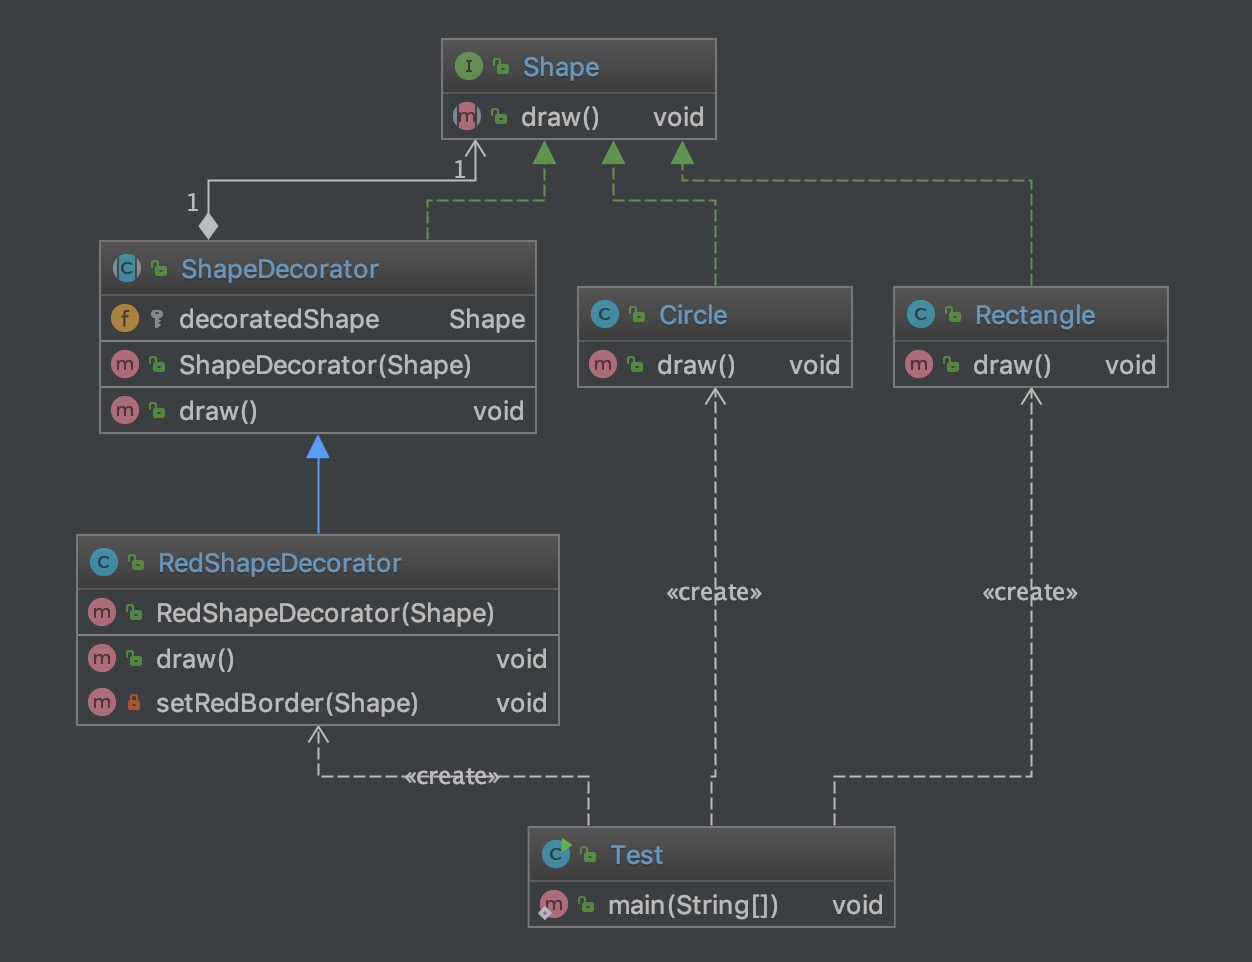 Shape
draw() void
1
1
ShapeDecorator
decoratedShape Shape
ShapeDecorator(Shape)
draw() void
Circle
draw() void
Rectangle
draw() void
RedShapeDecorator
RedShapeDecorator(Shape)
draw() void
setRedBorder(Shape) void
«create»
«create»
«create»
Test
main(String[]) void